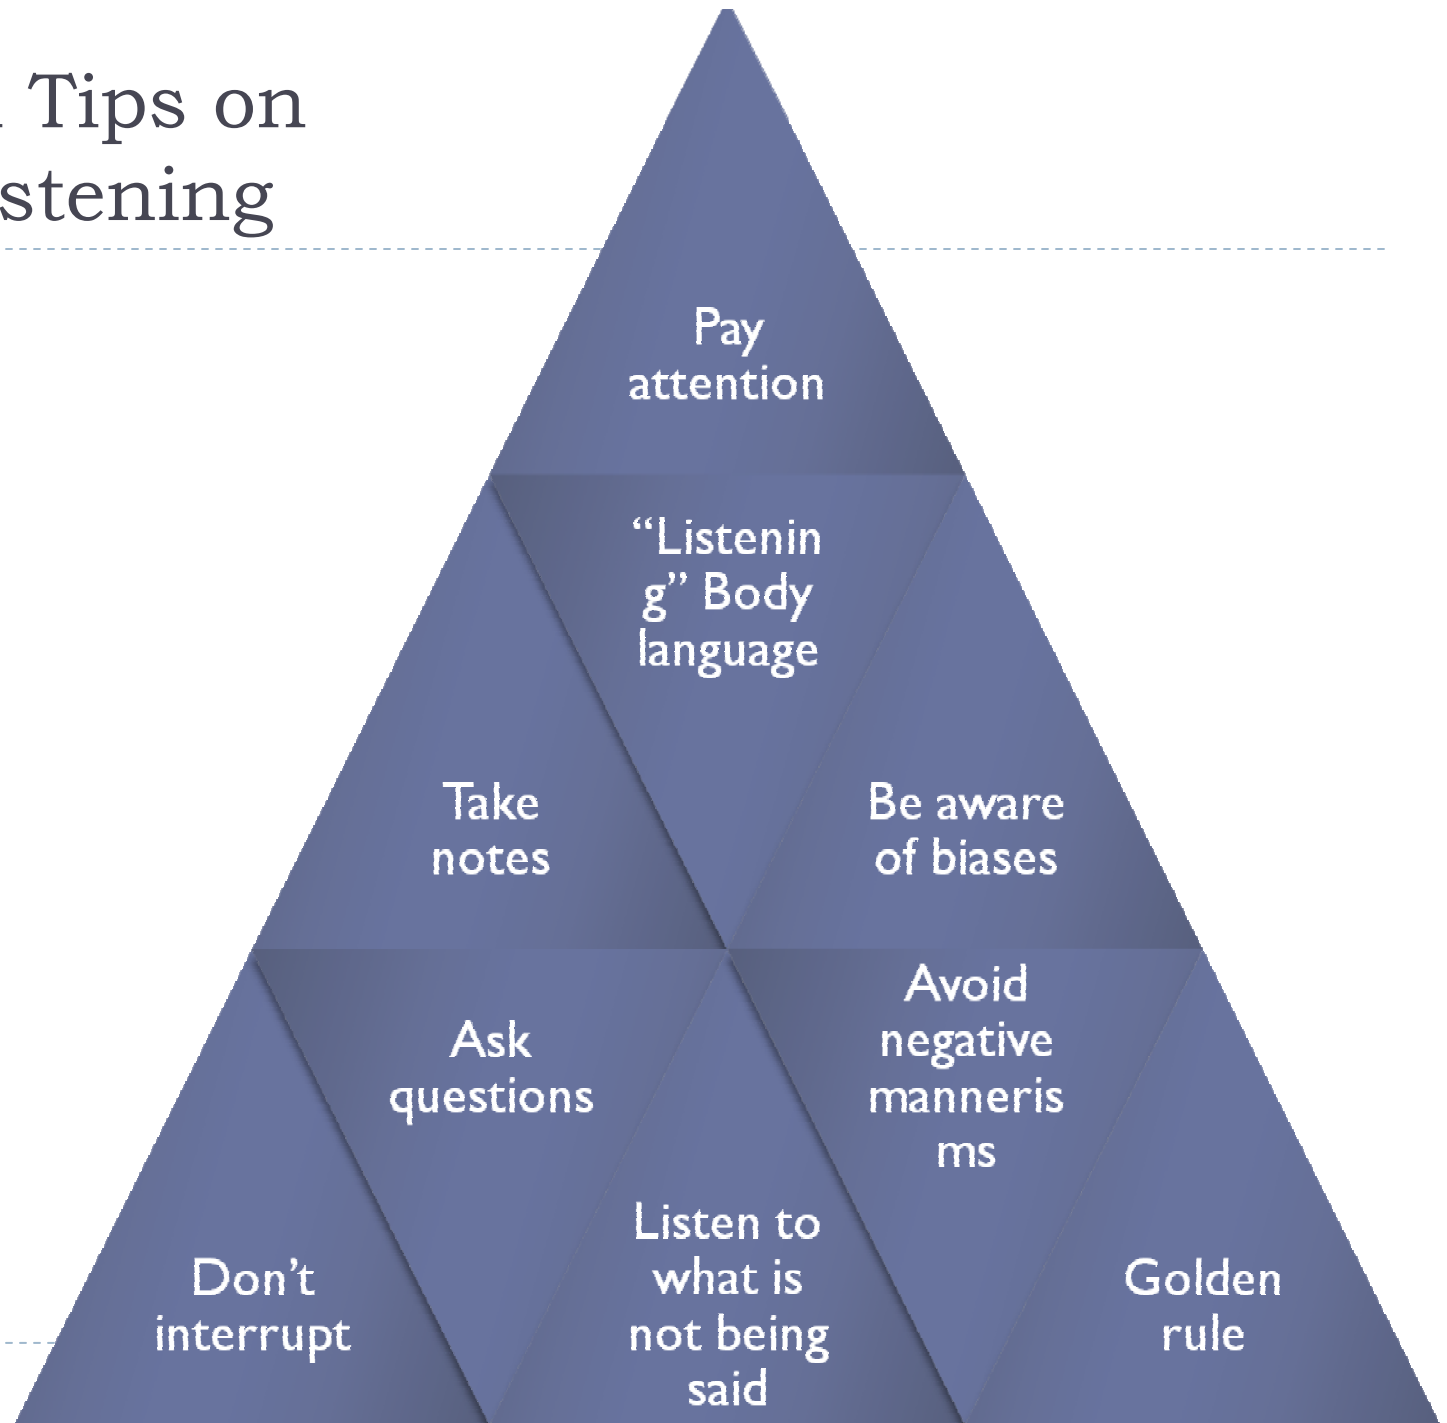 Tips on
stening
Pay
attention
“Listenin
g” Body
language
Take
notes
Be aware
of biases
Ask
questions
Avoid
negative
manneris
ms
Don’t
interrupt
Listen to
what is
not being
said
Golden
rule